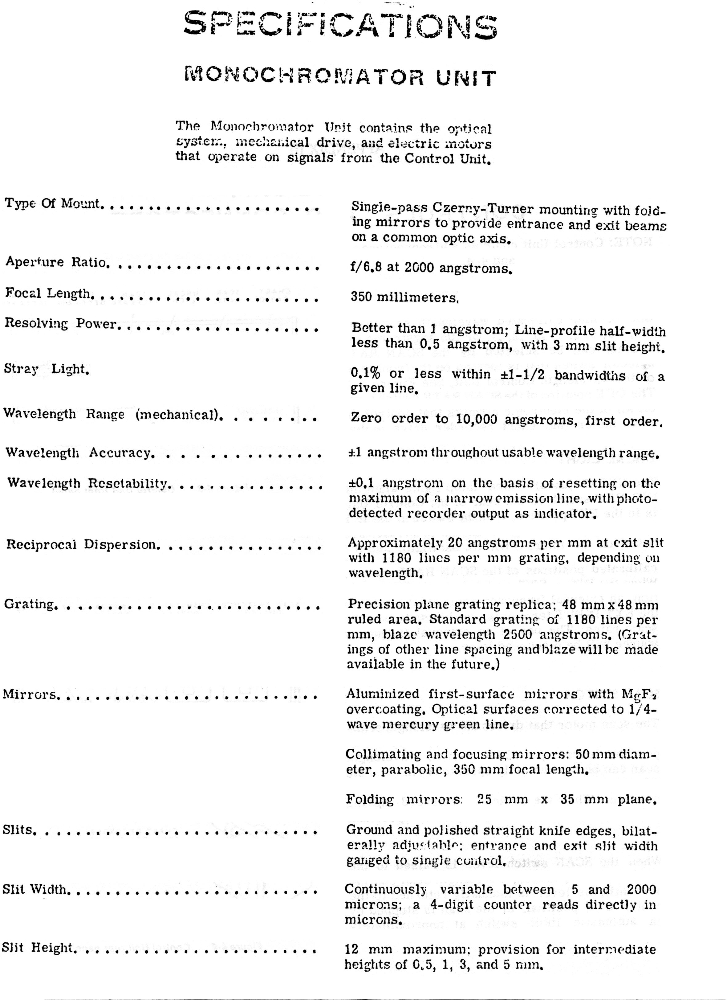 SPECIFICATIONS
MONOCHROMATOR UNIT
The Monochromator Unit contains the optical
system, mechanical drive, and electric motors
that operate on signals from the Control Unit.
Type Of Mount. . . . . . . . . . . . . . . . . . . . . . .
Single-pass Czerny-Turner mounting with fold-
ing mirrors to provide entrance and exit beams
on a common optic axis.
Aperture Ratio. . . . . . . . . . . . . . . . . . . . . .
f/6.8 at 2000 angstroms.
Focal Length. . . . . . . . . . . . . . . . . . . . . . . .
350 millimeters.
Resolving Power. . . . . . . . . . . . . . . . . . . . .
Better than 1 angstrom; Line-profile half-width
less than 0.5 angstrom, with 3 mm slit height.
Stray Light.
0.1% or less within ±1-1/2 bandwidths of a
given line.
Wavelength Range (mechanical). . . . . . . .
Zero order to 10,000 angstroms, first order.
Wavelength Accuracy. . . . . . . . . . . . . .
±1 angstrom throughout usable wavelength range.
Wavelength Resetability. . . . . . . . . . . . . . . .
±0.1 angstrom on the basis of resetting on the
maximum of a narrow emission line, with photo-
detected recorder output as indicator.
Reciprocal Dispersion. . . . . . . . . . . . . . . . .
Approximately 20 angstroms per mm at exit slit
with 1180 lines per mm grating, depending on
wavelength.
Grating. . . . . . . . . . . . . . . . . . . . . . . . . .
Precision plane grating replica; 48 mm x 48 mm
ruled area. Standard grating of 1180 lines per
mm, blaze wavelength 2500 angstroms. (Grat-
ings of other line spacing and blaze will be made
available in the future.)
Mirrors. . . . . . . . . . . . . . . . . . . . . . . . . .
Aluminized first-surface mirrors with MgF₂
overcoating. Optical surfaces corrected to 1/4-
wave mercury green line.
Collimating and focusing mirrors: 50 mm diam-
eter, parabolic, 350 mm focal length.
Folding mirrors: 25 mm x 35 mm plane.
Slits. . . . . . . . . . . . . . . . . . . . . . . . . . . .
Ground and polished straight knife edges, bilat-
erally adjustable; entrance and exit slit width
ganged to single control.
Slit Width. . . . . . . . . . . . . . . . . . . . . . . . .
Continuously variable between 5 and 2000
microns; a 4-digit counter reads directly in
microns.
Slit Height. . . . . . . . . . . . . . . . . . . . . . . .
12 mm maximum; provision for intermediate
heights of 0.5, 1, 3, and 5 mm.